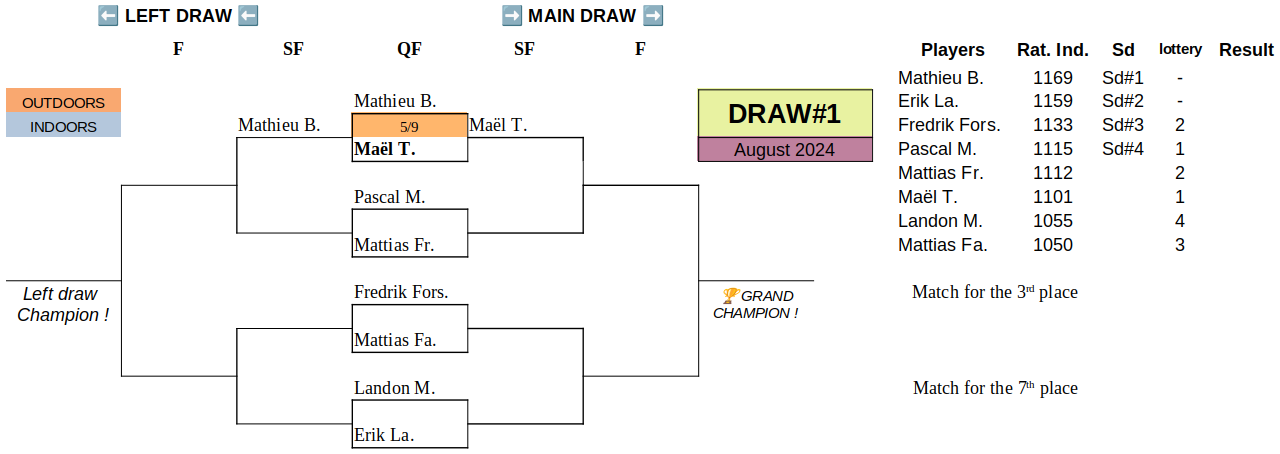 ⬅ LEFT DRAW ⬅
➡ MAIN DRAW ➡
F SF QF SF F
Players Rat. Ind. Sd lottery Result
OUTDOORS
INDOORS
Mathieu B.
Mathieu B. 5/9 Maël T.
Maël T.
Pascal M.
Mattias Fr.
Fredrik Fors.
Mattias Fa.
Landon M.
Erik La.
Left draw
Champion !
🏆GRAND
CHAMPION !
DRAW#1
August 2024
Mathieu B. 1169 Sd#1 -
Erik La. 1159 Sd#2 -
Fredrik Fors. 1133 Sd#3 2
Pascal M. 1115 Sd#4 1
Mattias Fr. 1112 2
Maël T. 1101 1
Landon M. 1055 4
Mattias Fa. 1050 3
Match for the 3rd place
Match for the 7th place